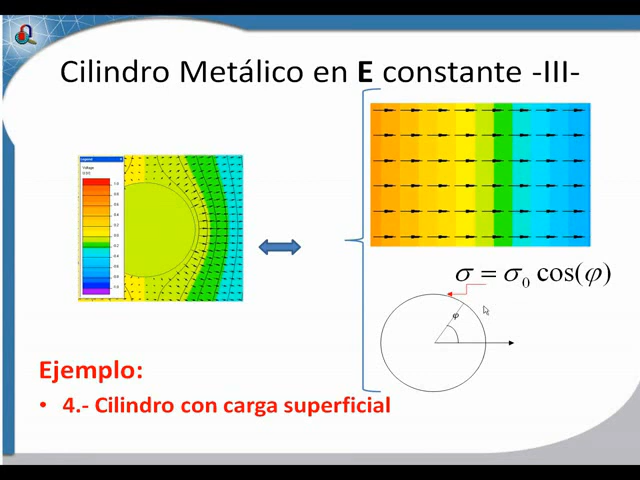 Cilindro Metálico en E constante -III-
σ = σ₀ cos(φ)
φ
Ejemplo:
• 4.- Cilindro con carga superficial